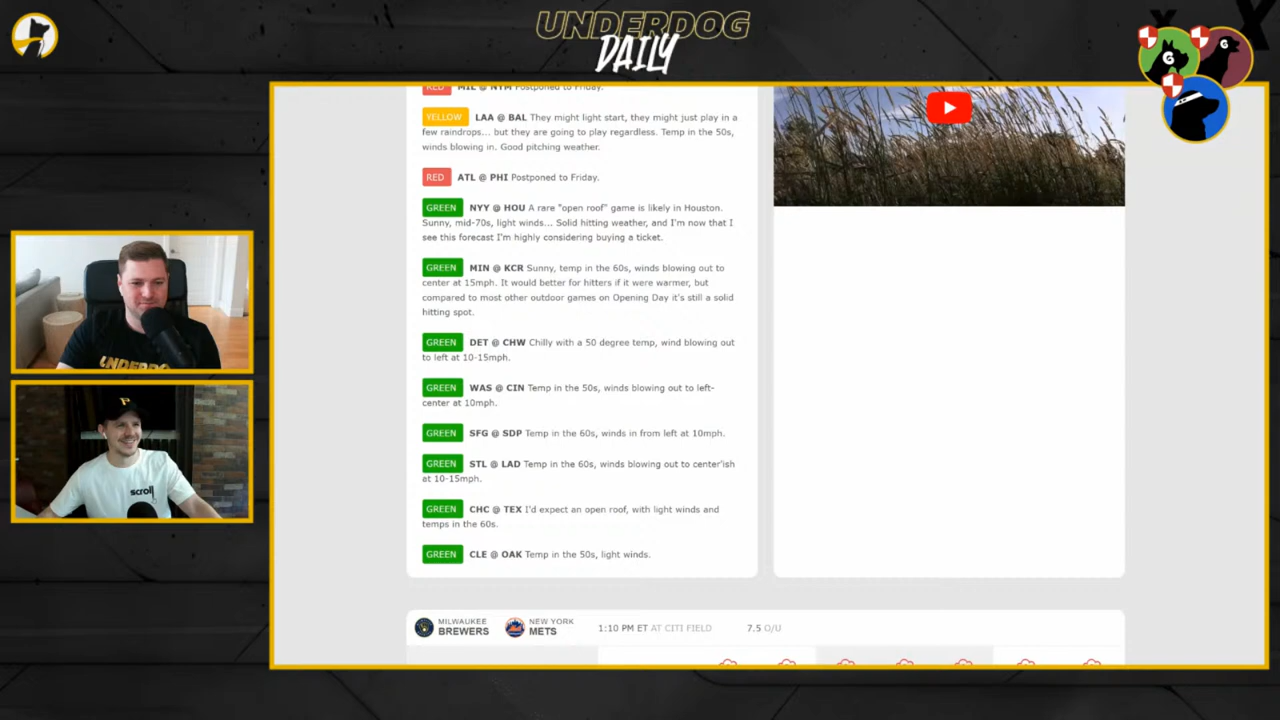 UNDERDOG
DAILY
RED MIL @ NYM Postponed to Friday.
YELLOW LAA @ BAL They might light start, they might just play in a
few raindrops... but they are going to play regardless. Temp in the 50s,
winds blowing in. Good pitching weather.
RED ATL @ PHI Postponed to Friday.
GREEN NYY @ HOU A rare "open roof" game is likely in Houston.
Sunny, mid-70s, light winds... Solid hitting weather, and I'm now that I
see this forecast I'm highly considering buying a ticket.
GREEN MIN @ KCR Sunny, temp in the 60s, winds blowing out to
center at 15mph. It would better for hitters if it were warmer, but
compared to most other outdoor games on Opening Day it's still a solid
hitting spot.
GREEN DET @ CHW Chilly with a 50 degree temp, wind blowing out
to left at 10-15mph.
GREEN WAS @ CIN Temp in the 50s, winds blowing out to left-
center at 10mph.
GREEN SFG @ SDP Temp in the 60s, winds in from left at 10mph.
GREEN STL @ LAD Temp in the 60s, winds blowing out to center'ish
at 10-15mph.
GREEN CHC @ TEX I'd expect an open roof, with light winds and
temps in the 60s.
GREEN CLE @ OAK Temp in the 50s, light winds.
MILWAUKEE
BREWERS
NEW YORK
METS
1:10 PM ET AT CITI FIELD
7.5 O/U
UNDERDOG
scroll
G
G